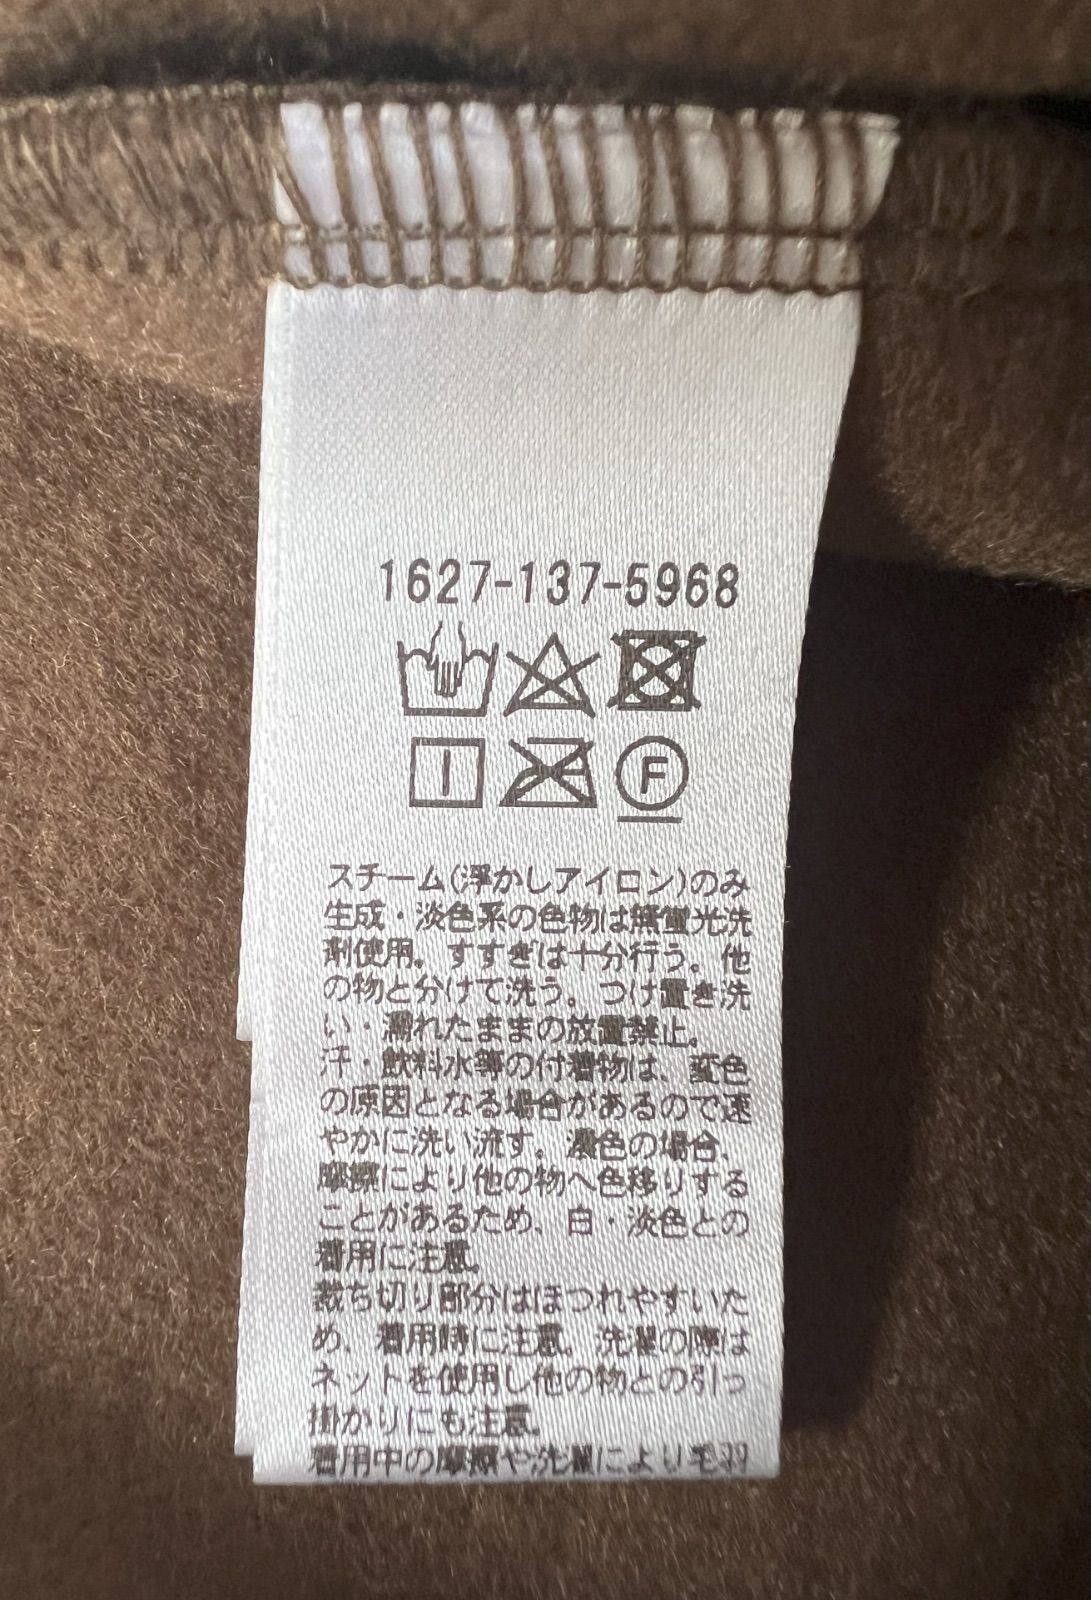 1627-137-5968
F
スチーム(浮かしアイロン)のみ
生成・淡色系の色物は無蛍光洗
剤使用。すすぎは十分行う。他
の物と分けて洗う。つけ置き洗
い・濡れたままの放置禁止。
汗・飲料水等の付着物は、変色
の原因となる場合があるので速
やかに洗い流す。濃色の場合、
摩擦により他の物へ色移りする
ことがあるため、白・淡色との
着用に注意。
裁ち切り部分はほつれやすいた
め、着用時に注意。洗濯の際は
ネットを使用し他の物との引っ
掛かりにも注意。
着用中の摩擦や洗濯により毛羽